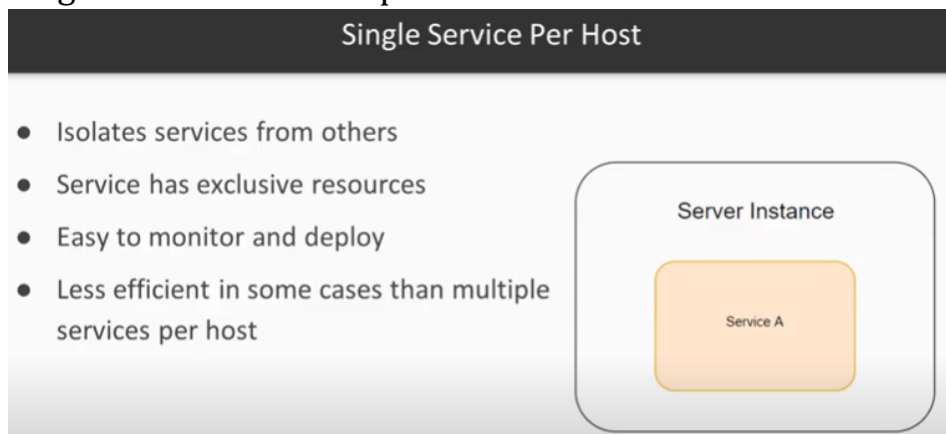 Single Service Per Host
● Isolates services from others
● Service has exclusive resources
● Easy to monitor and deploy
● Less efficient in some cases than multiple
services per host
Server Instance
Service A